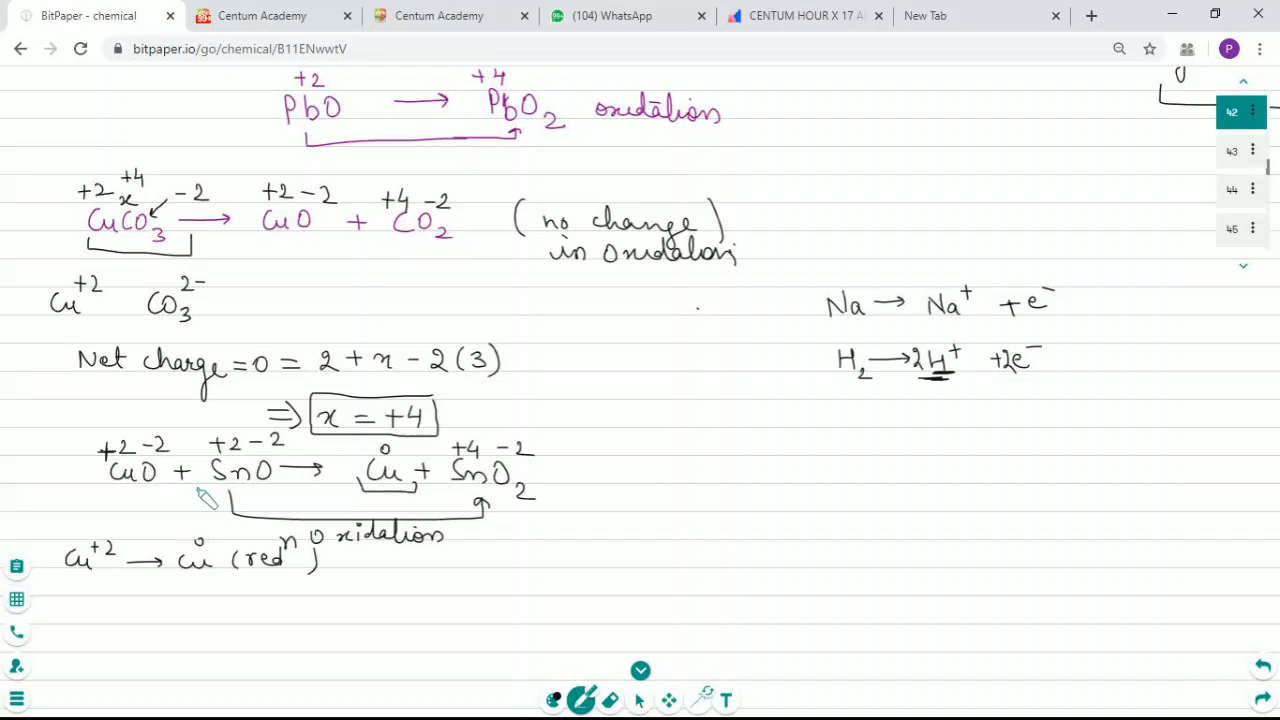 BitPaper - chemical
Centum Academy
Centum Academy
(104) WhatsApp
CENTUM HOUR X 17 A
New Tab
bitpaper.io/go/chemical/B11ENwwtV
P
+2 +4
PbO → PbO2 oxidations
42
43
44
45
+2 +4 x -2 +2 -2 +4 -2
CuCO3 → CuO + CO2 (no change in oxidations)
Cu+2 CO3 2-
Na → Na+ + e-
H2 → 2H+ + 2e-
Net charge = 0 = 2 + x - 2 (3)
⇒ x = +4
+2 -2 +2 -2 0 +4 -2
CuO + SnO → Cu + SnO2
oxidations
Cu+2 → Cu0 (redn)
T